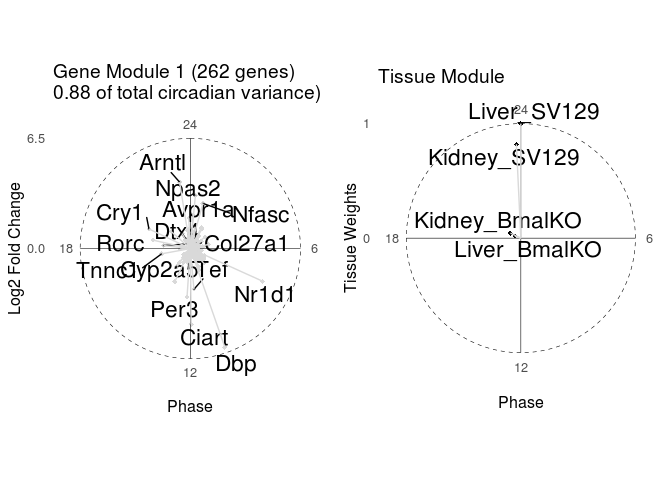 Gene Module 1 (262 genes)
0.88 of total circadian variance)
24
6.5
Arntl
Npas2
Avpr1a
Nfasc
Cry1
Dtx4
Rorc
Col27a1
0.0
18
6
Cyp2a5
Tef
Nr1d1
Per3
Ciart
Dbp
12
Log2 Fold Change
Phase
Tissue Module
Liver_SV129
24
1
Kidney_SV129
Kidney_BmalKO
0
18
6
Liver_BmalKO
12
Tissue Weights
Phase